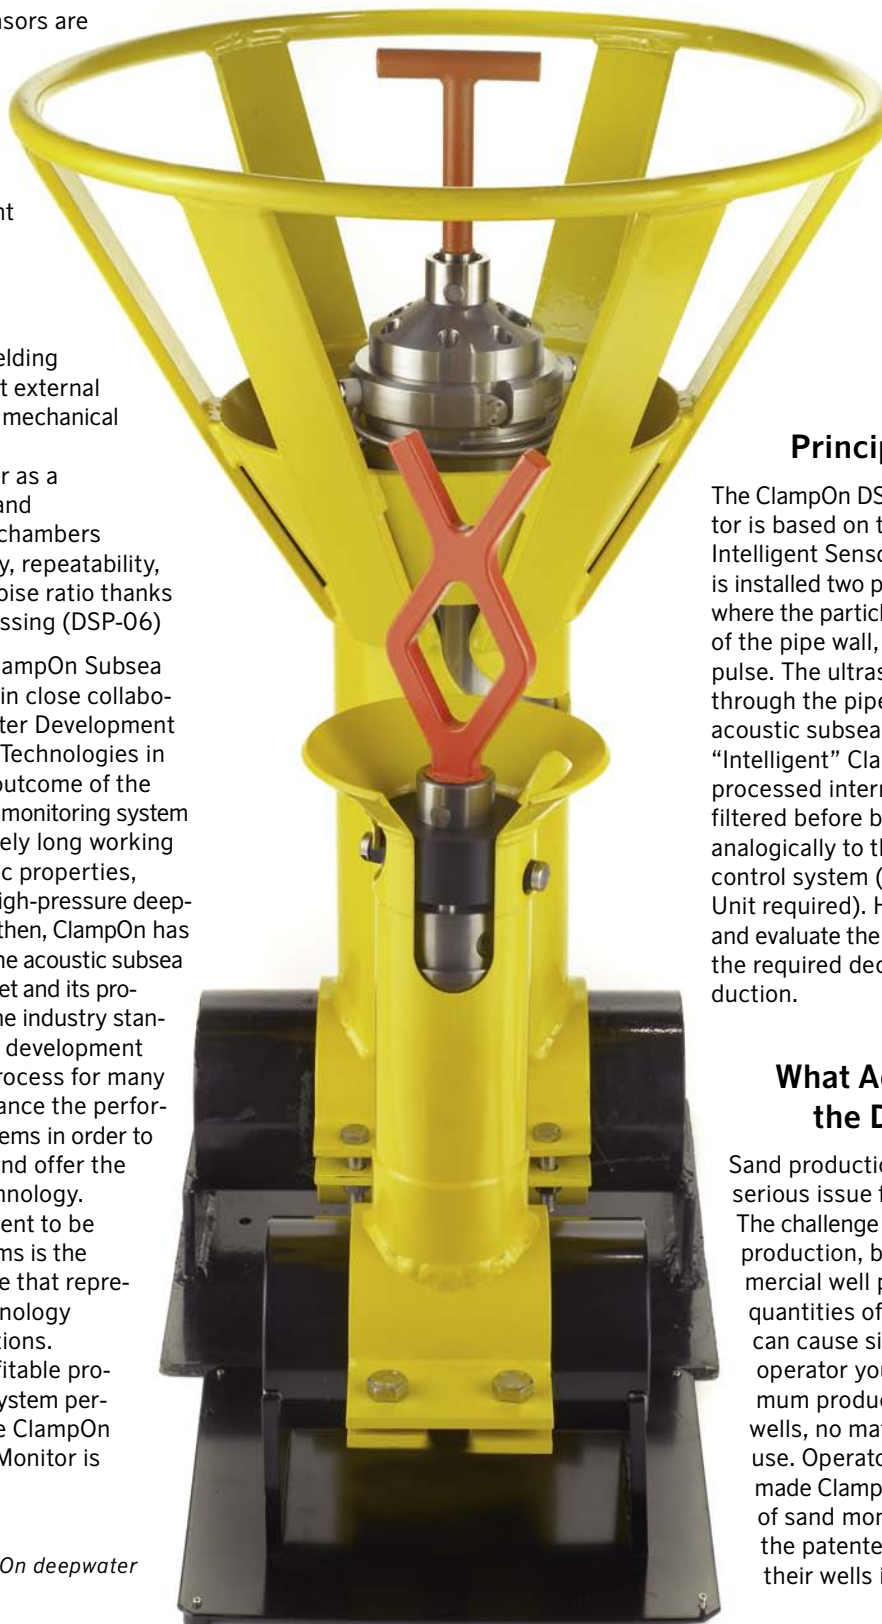 nsors are
nt
elding
t external
mechanical
r as a
and
chambers
y, repeatability,
oise ratio thanks
essing (DSP-06)
lampOn Subsea
in close collabo-
ter Development
Technologies in
outcome of the
monitoring system
ely long working
ic properties,
igh-pressure deep-
then, ClampOn has
he acoustic subsea
et and its pro-
he industry stan-
development
rocess for many
ance the perfor-
tems in order to
and offer the
hnology.
ent to be
ms is the
e that repre-
nology
tions.
fitable pro-
ystem per-
e ClampOn
Monitor is
On deepwater
Princip
The ClampOn DS
tor is based on t
Intelligent Senso
is installed two p
where the particl
of the pipe wall,
pulse. The ultras
through the pipe
acoustic subsea
“Intelligent” Cla
processed intern
filtered before b
analogically to th
control system (
Unit required). H
and evaluate the
the required dec
duction.
What Ac
the D
Sand productio
serious issue f
The challenge
production, b
mercial well p
quantities of
can cause si
operator you
mum produc
wells, no mat
use. Operato
made Clamp
of sand mon
the patente
their wells i